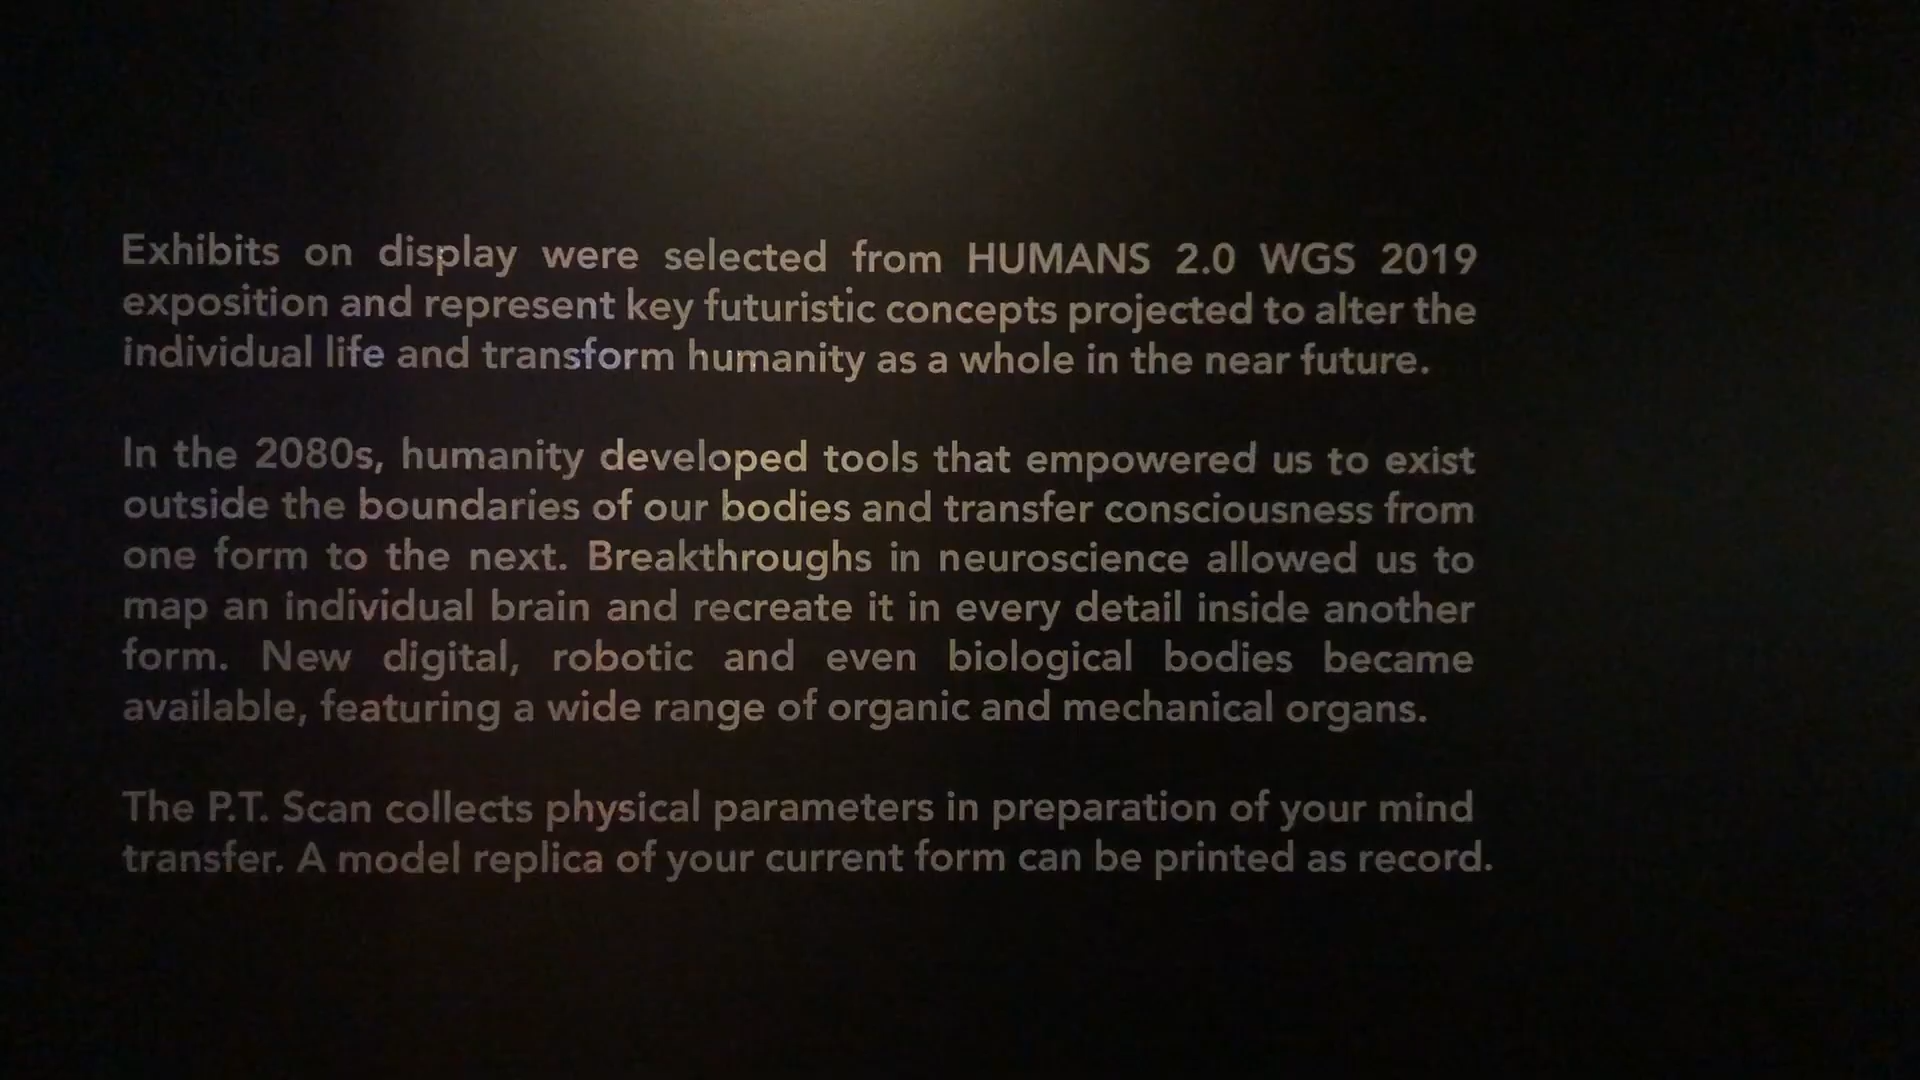 Exhibits on display were selected from HUMANS 2.0 WGS 2019
exposition and represent key futuristic concepts projected to alter the
individual life and transform humanity as a whole in the near future.
In the 2080s, humanity developed tools that empowered us to exist
outside the boundaries of our bodies and transfer consciousness from
one form to the next. Breakthroughs in neuroscience allowed us to
map an individual brain and recreate it in every detail inside another
form. New digital, robotic and even biological bodies became
available, featuring a wide range of organic and mechanical organs.
The P.T. Scan collects physical parameters in preparation of your mind
transfer. A model replica of your current form can be printed as record.